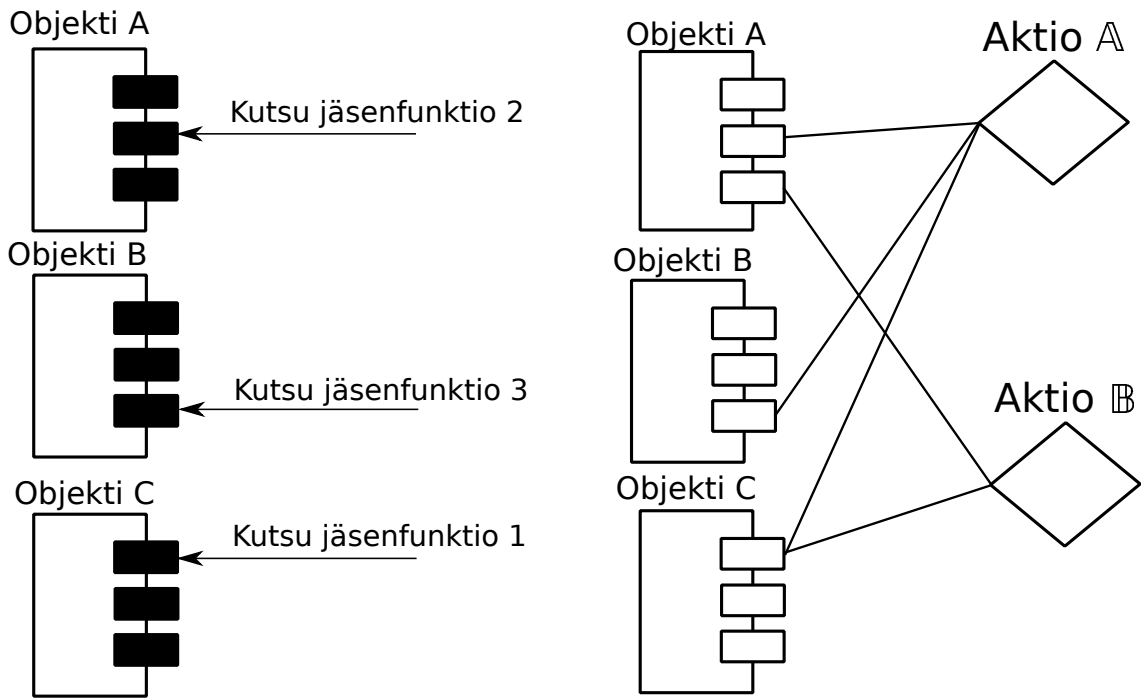 Objekti A
Kutsu jäsenfunktio 2
Objekti B
Kutsu jäsenfunktio 3
Objekti C
Kutsu jäsenfunktio 1
Objekti A
Aktio 𝔸
Objekti B
Aktio 𝔹
Objekti C